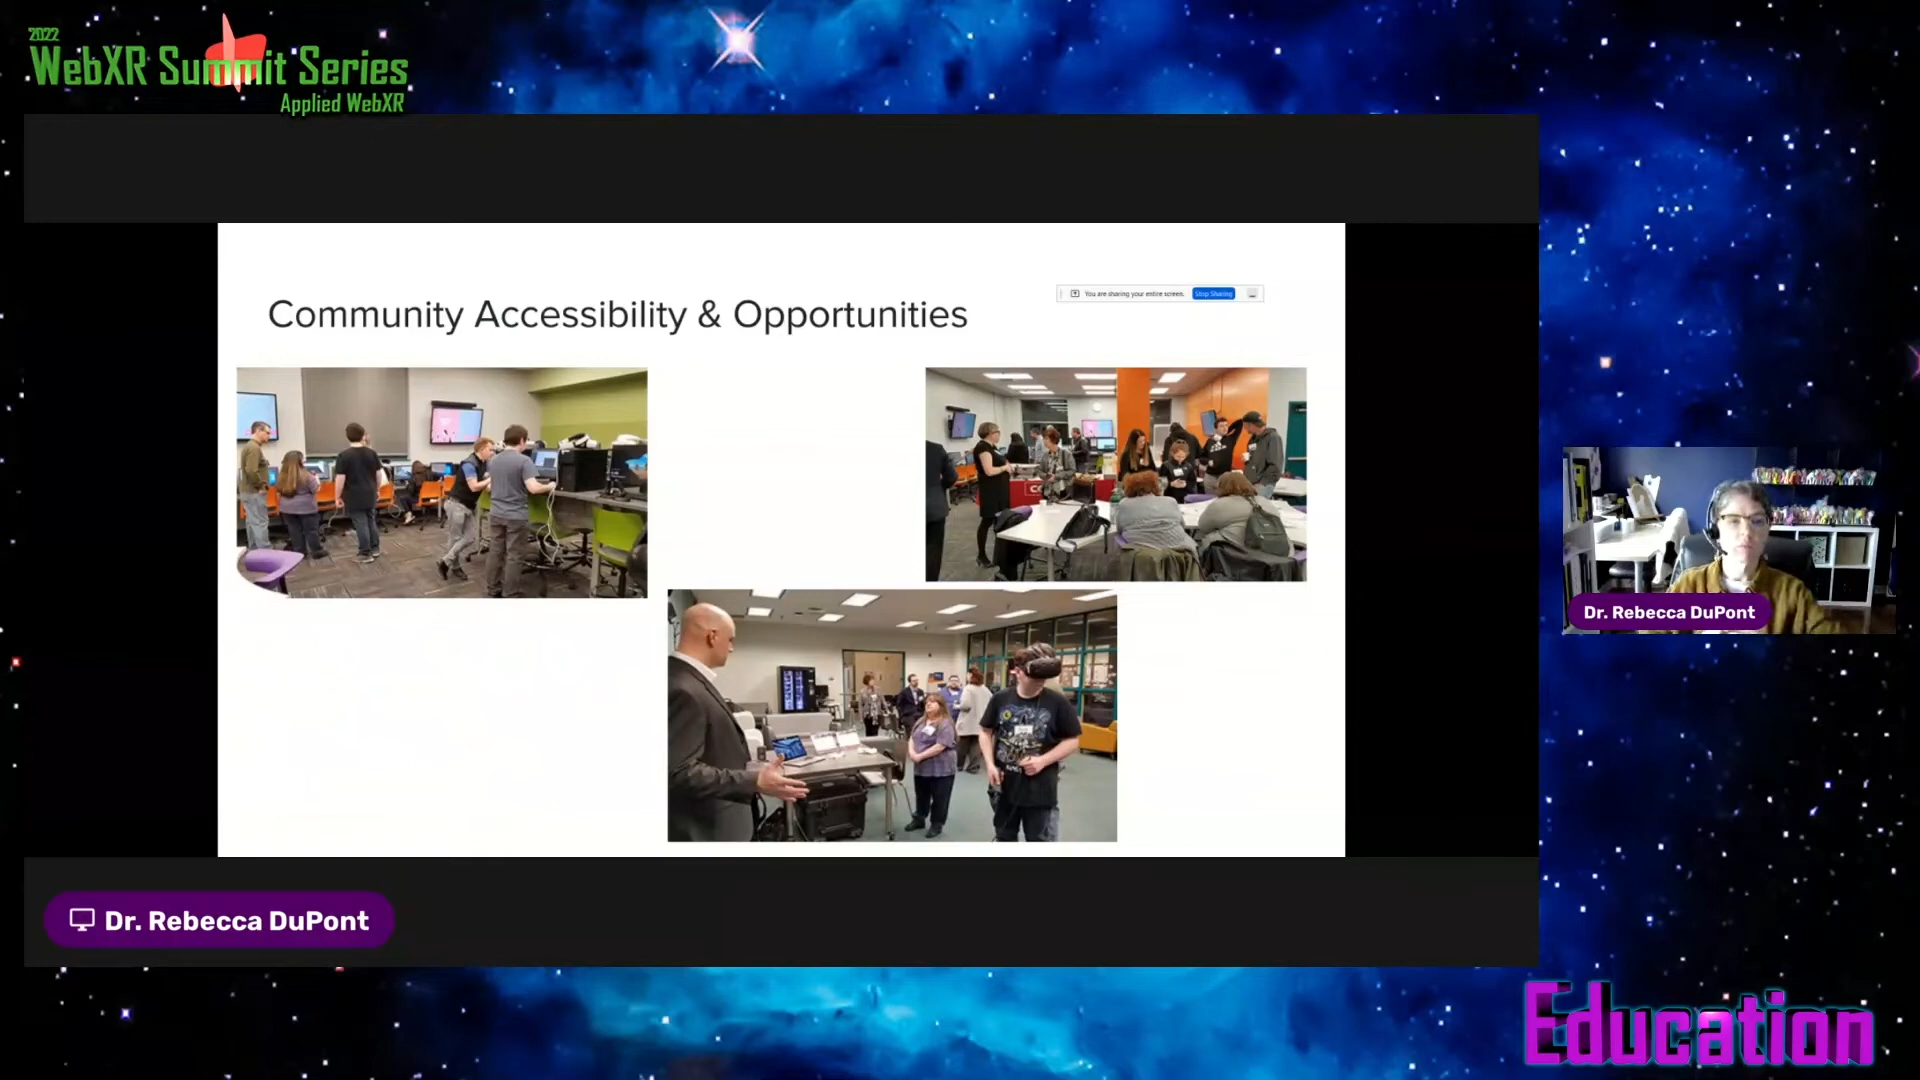 2022
WebXR Summit Series
Applied WebXR
You are sharing your entire screen.
Stop Sharing
Community Accessibility & Opportunities
Dr. Rebecca DuPont
Dr. Rebecca DuPont
Education